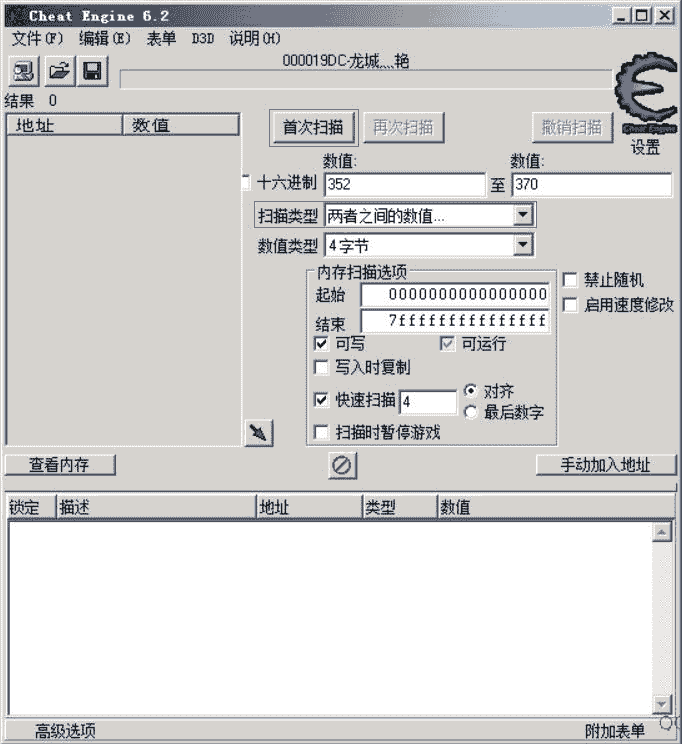 Cheat Engine 6.2
文件(F) 编辑(E) 表单 D3D 说明(H)
000019DC-龙城灬艳
结果 0
地址 数值
首次扫描 再次扫描 撤销扫描
Cheat Engine
设置
数值: 数值:
十六进制 352 至 370
扫描类型 两者之间的数值...
数值类型 4字节
内存扫描选项
起始 0000000000000000
结束 7fffffffffffffff
可写 可运行
写入时复制
快速扫描 4 对齐
最后数字
扫描时暂停游戏
禁止随机
启用速度修改
查看内存 手动加入地址
锁定 描述 地址 类型 数值
高级选项 附加表单